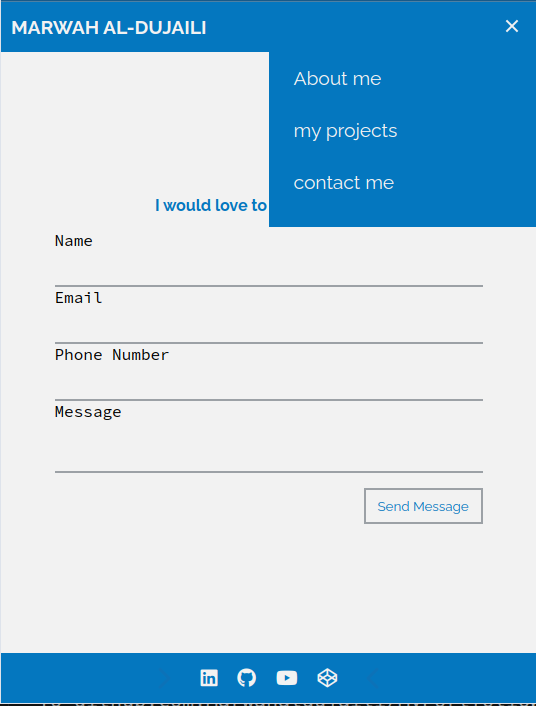 MARWAH AL-DUJAILI
About me
my projects
contact me
I would love to
Name
Email
Phone Number
Message
Send Message